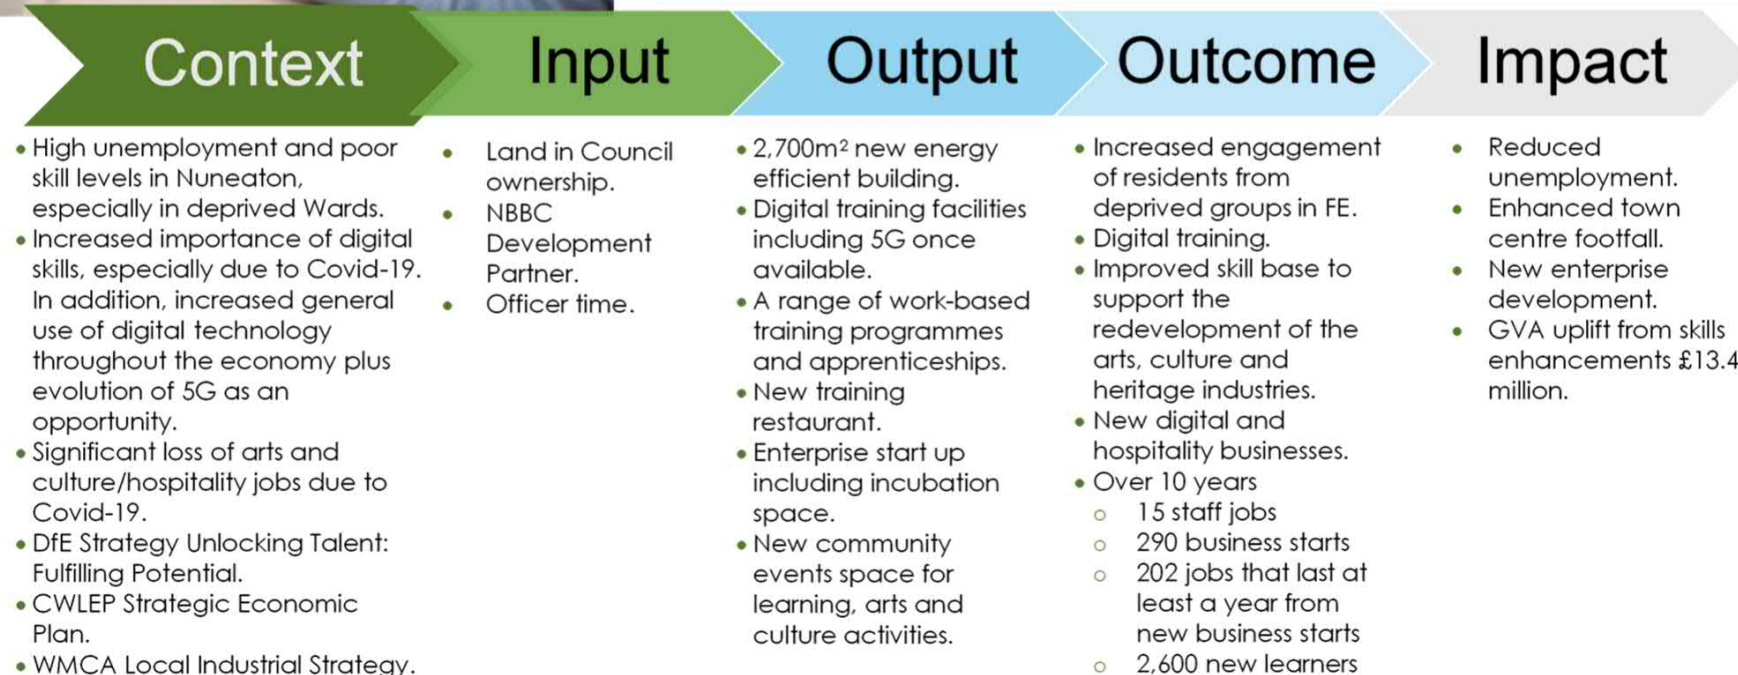 Context
Input
Output
Outcome
Impact
• High unemployment and poor
skill levels in Nuneaton,
especially in deprived Wards.
• Increased importance of digital
skills, especially due to Covid-19.
In addition, increased general
use of digital technology
throughout the economy plus
evolution of 5G as an
opportunity.
• Significant loss of arts and
culture/hospitality jobs due to
Covid-19.
• DfE Strategy Unlocking Talent:
Fulfilling Potential.
• CWLEP Strategic Economic
Plan.
• WMCA Local Industrial Strategy.
• Land in Council
ownership.
• NBBC
Development
Partner.
• Officer time.
• 2,700m² new energy
efficient building.
• Digital training facilities
including 5G once
available.
• A range of work-based
training programmes
and apprenticeships.
• New training
restaurant.
• Enterprise start up
including incubation
space.
• New community
events space for
learning, arts and
culture activities.
• Increased engagement
of residents from
deprived groups in FE.
• Digital training.
• Improved skill base to
support the
redevelopment of the
arts, culture and
heritage industries.
• New digital and
hospitality businesses.
• Over 10 years
○ 15 staff jobs
○ 290 business starts
○ 202 jobs that last at
least a year from
new business starts
○ 2,600 new learners
• Reduced
unemployment.
• Enhanced town
centre footfall.
• New enterprise
development.
• GVA uplift from skills
enhancements £13.4
million.